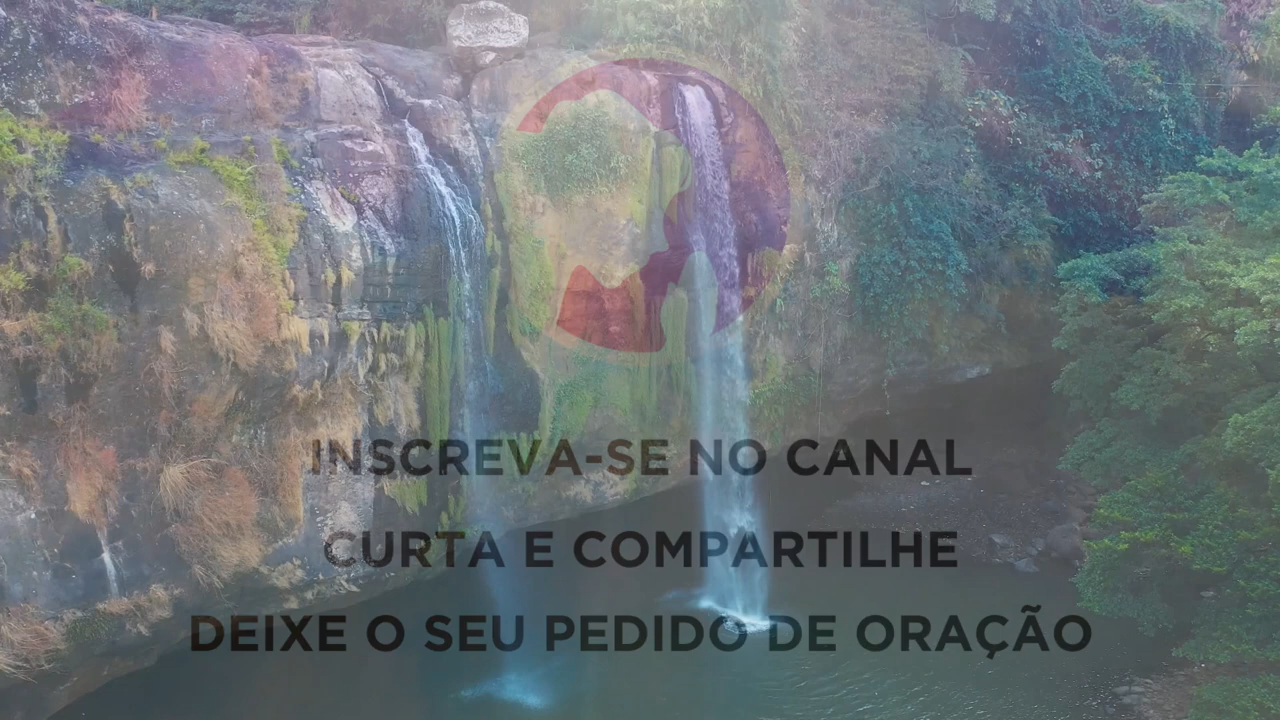 INSCREVA-SE NO CANAL
CURTA E COMPARTILHE
DEIXE O SEU PEDIDO DE ORAÇÃO